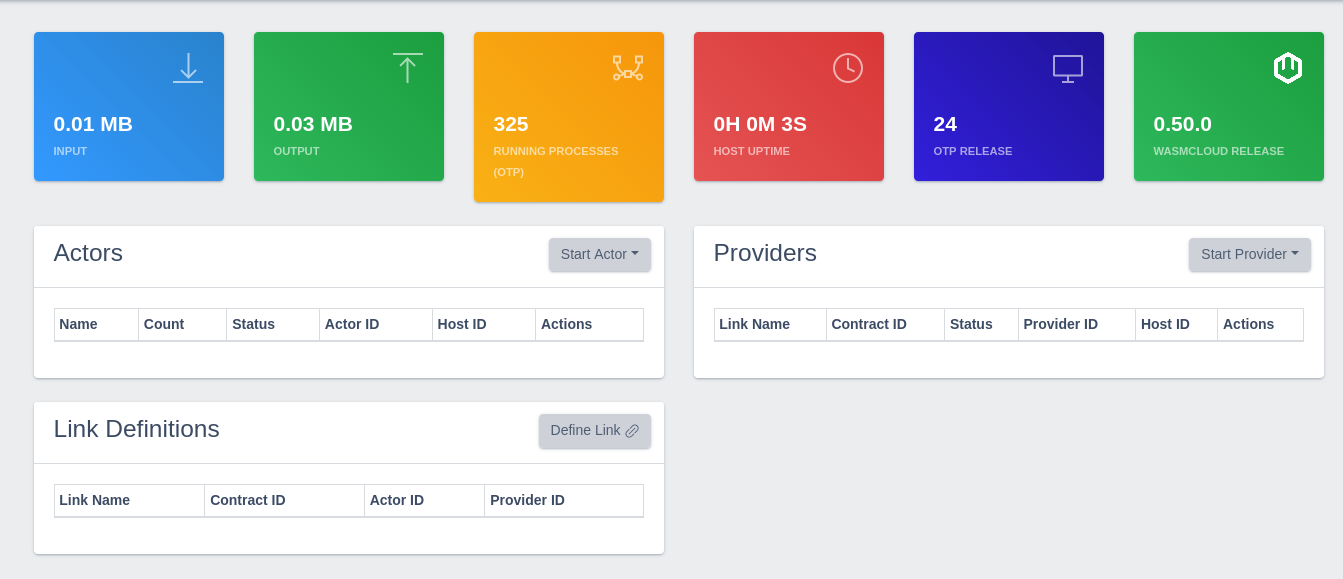 0.01 MB
INPUT
0.03 MB
OUTPUT
325
RUNNING PROCESSES
(OTP)
0H 0M 3S
HOST UPTIME
24
OTP RELEASE
0.50.0
WASMCLOUD RELEASE
Actors
Start Actor
Name Count Status Actor ID Host ID Actions
Providers
Start Provider
Link Name Contract ID Status Provider ID Host ID Actions
Link Definitions
Define Link
Link Name Contract ID Actor ID Provider ID